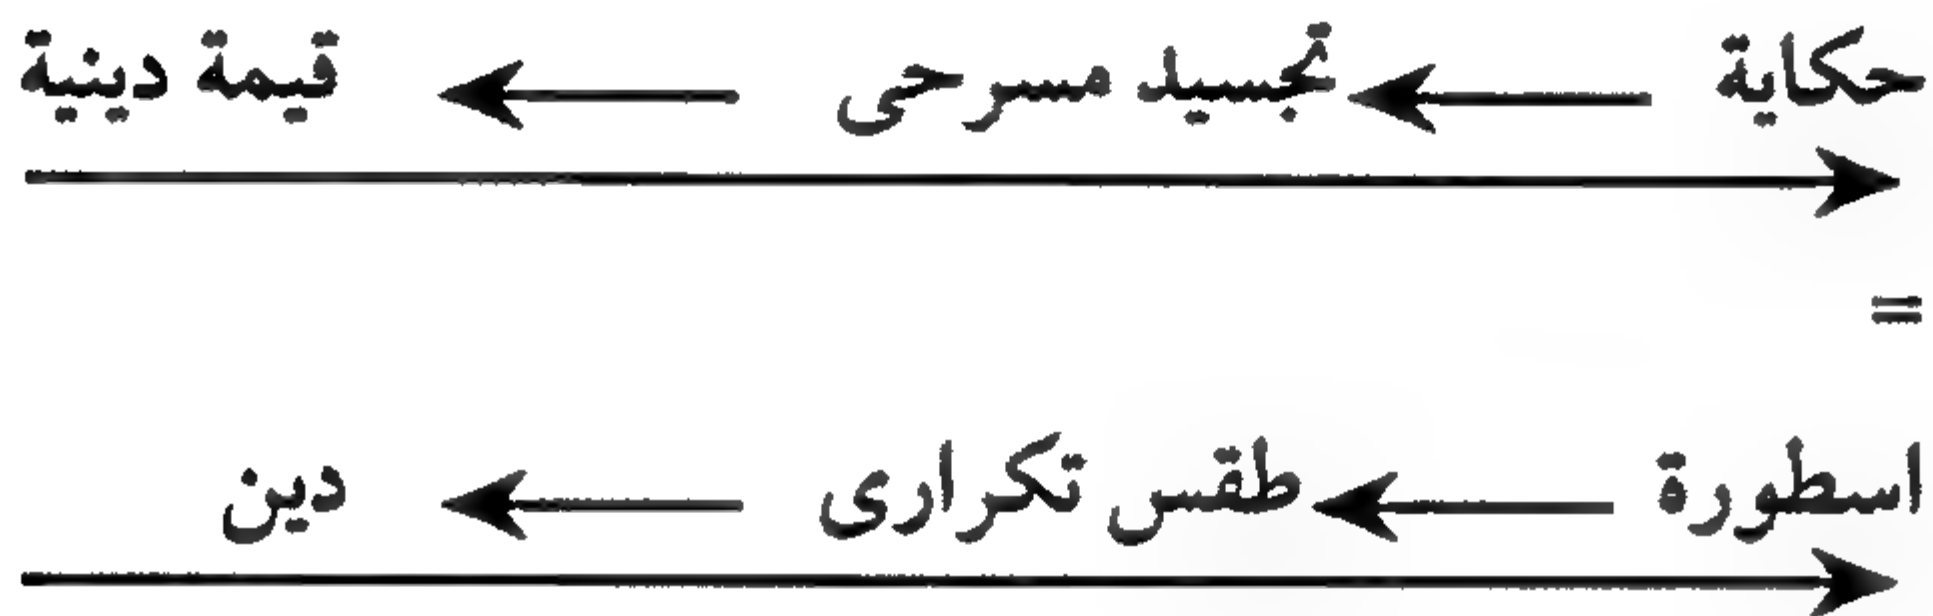 حكاية ← تجسيد مسرحى ← قيمة دينية
=
اسطورة ← طقس تكرارى ← دين